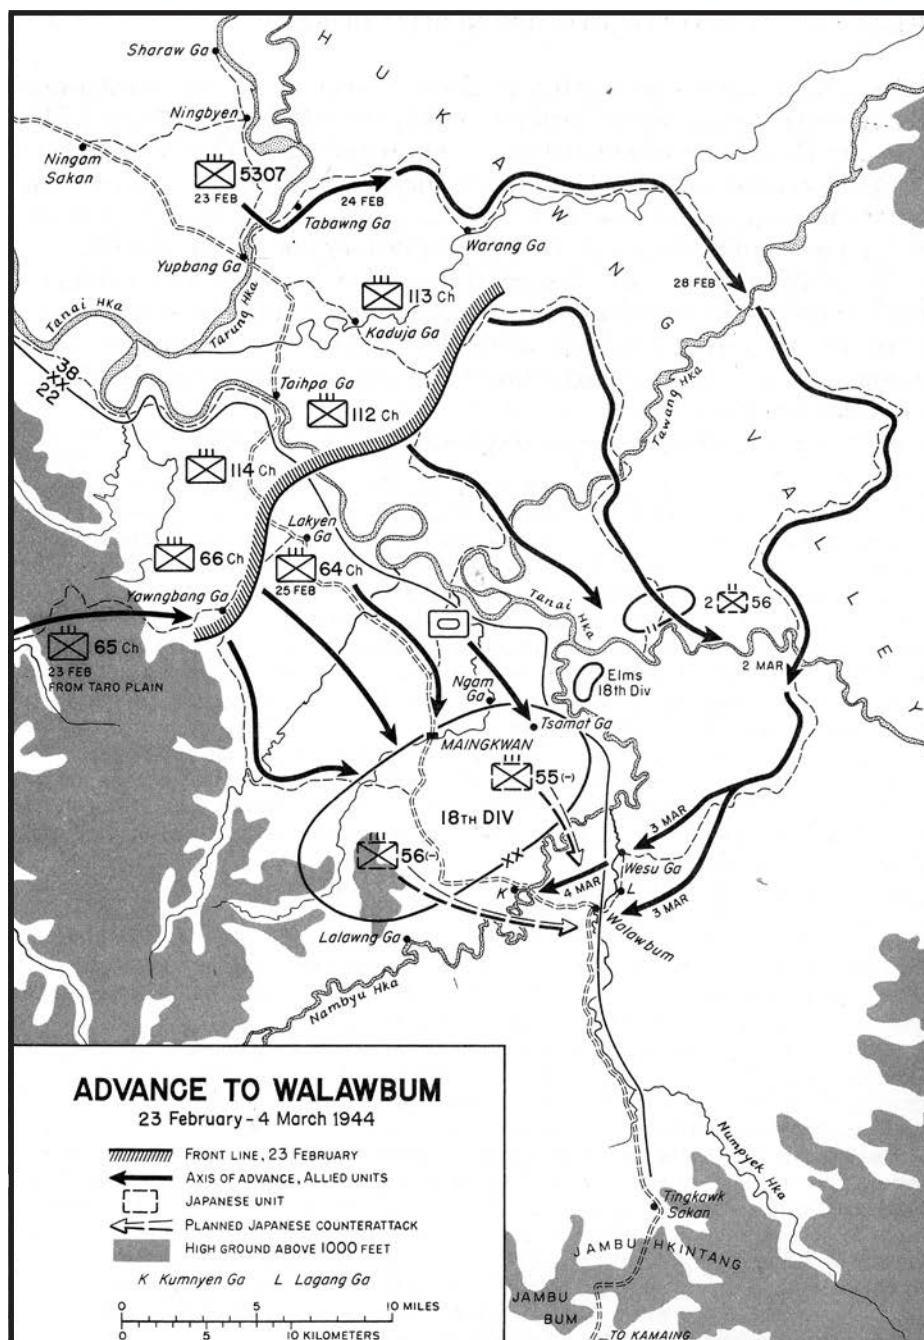 Sharaw Ga
H U K A W N G V A L L E Y
Ningbyen
Ningam
Sakan
5307
23 FEB
24 FEB
Tabawng Ga
Warang Ga
Yupbang Ga
28 FEB
113 Ch
Tanai Hka
Tarung Hka
Kaduja Ga
Tawang Hka
38
XX
22
Taihpa Ga
112 Ch
114 Ch
Lakyen
Ga
66 Ch
64 Ch
25 FEB
Yawngbang Ga
2 56
Tanai
Hka
65 Ch
23 FEB
FROM TARO PLAIN
2 MAR
Elms
18th Div
Ngam
Ga
Tsamat Ga
MAINGKWAN
55 (-)
18TH DIV
3 MAR
XX
56 (-)
Wesu Ga
K
4 MAR
L
3 MAR
Walawbum
Lalawng Ga
Nambyu Hka
ADVANCE TO WALAWBUM
23 February - 4 March 1944
FRONT LINE, 23 FEBRUARY
AXIS OF ADVANCE, ALLIED UNITS
JAPANESE UNIT
PLANNED JAPANESE COUNTERATTACK
HIGH GROUND ABOVE 1000 FEET
K Kumnyen Ga L Lagang Ga
0 5 10 MILES
0 5 10 KILOMETERS
Numpyek Hka
Tingkawk
Sakan
JAMBU HKINTANG
JAMBU
BUM
TO KAMAING